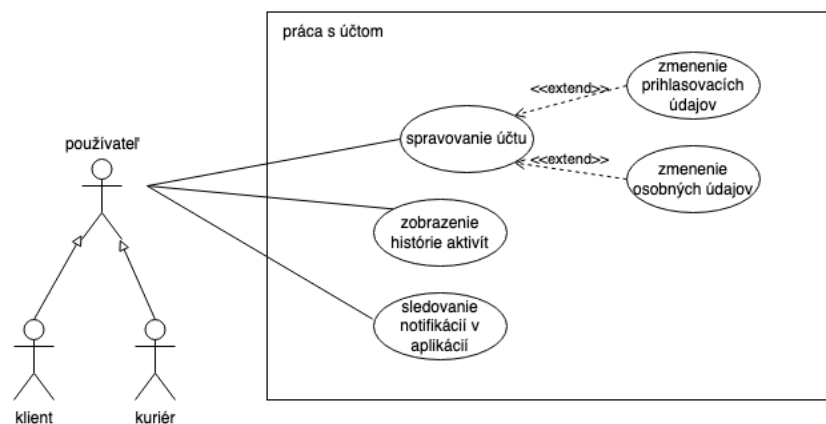 práca s účtom
zmenenie
prihlasovacích
údajov
<<extend>>
spravovanie účtu
používateľ
<<extend>>
zmenenie
osobných údajov
zobrazenie
histórie aktivít
sledovanie
notifikácií v
aplikácií
klient
kuriér